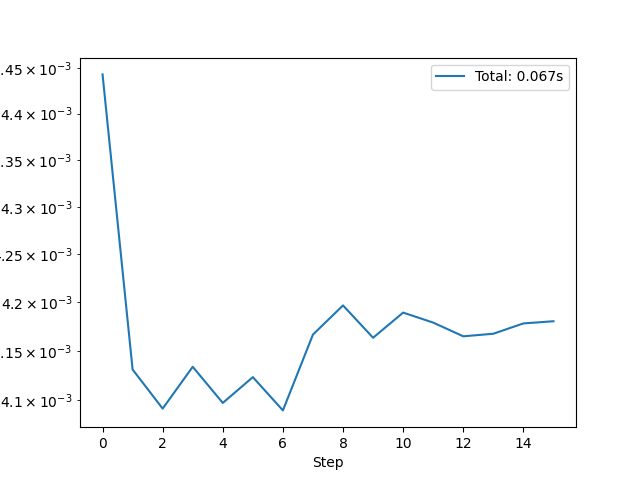 Total: 0.067s
.45 × 10⁻³
4.4 × 10⁻³
.35 × 10⁻³
4.3 × 10⁻³
.25 × 10⁻³
4.2 × 10⁻³
.15 × 10⁻³
4.1 × 10⁻³
0 2 4 6 8 10 12 14
Step